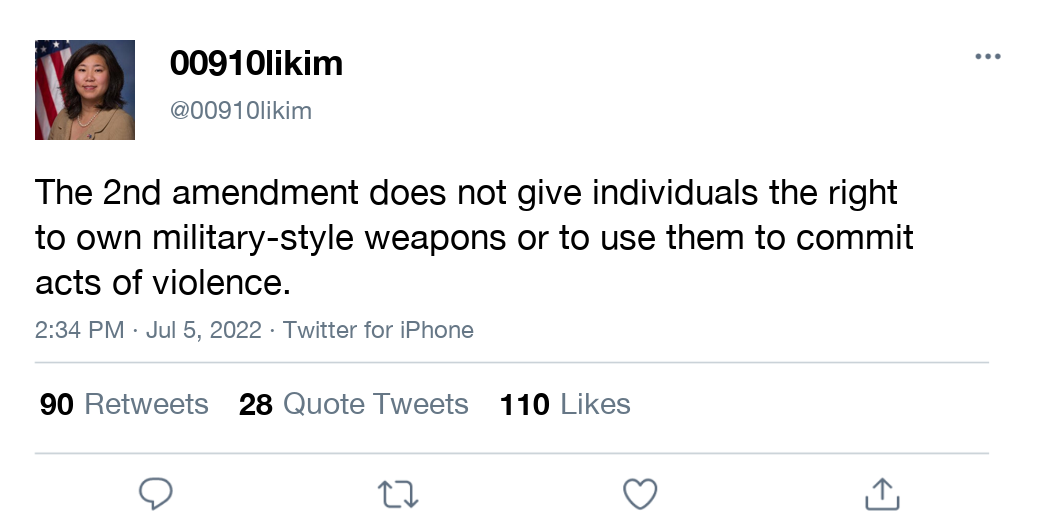 00910likim
@00910likim
The 2nd amendment does not give individuals the right
to own military-style weapons or to use them to commit
acts of violence.
2:34 PM · Jul 5, 2022 · Twitter for iPhone
90 Retweets 28 Quote Tweets 110 Likes